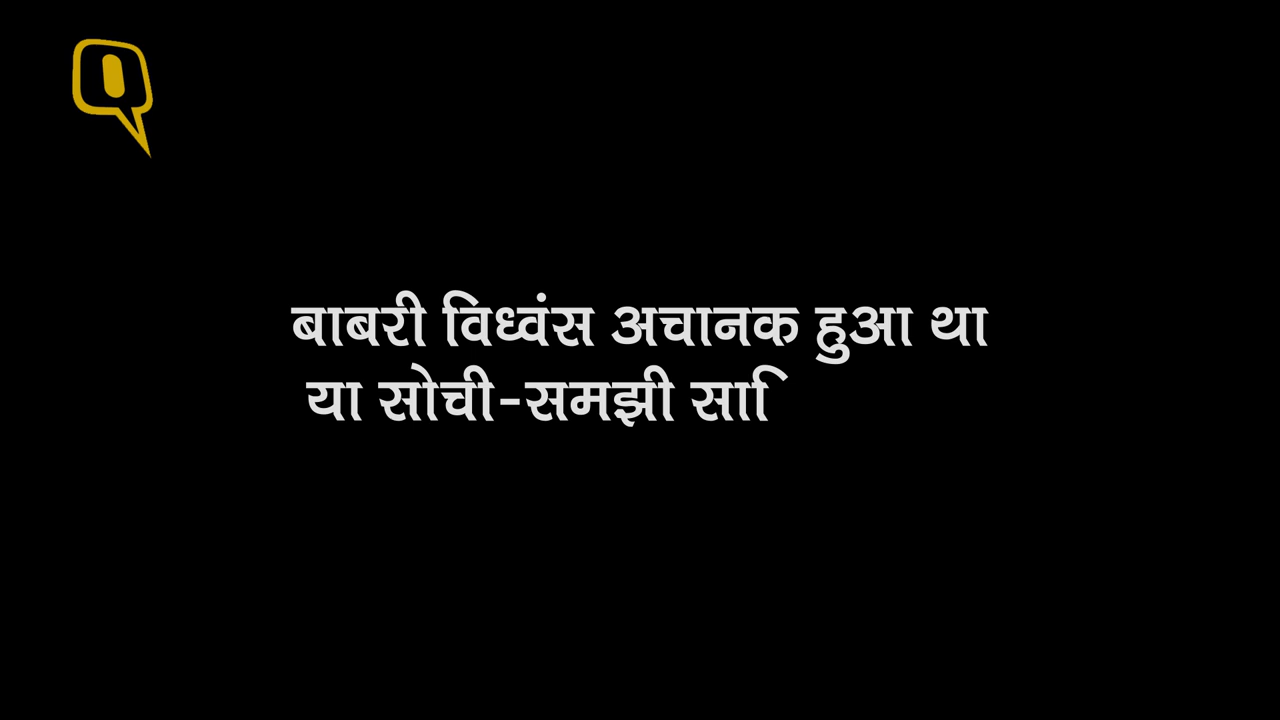 बाबरी विध्वंस अचानक हुआ था
या सोची-समझी साि